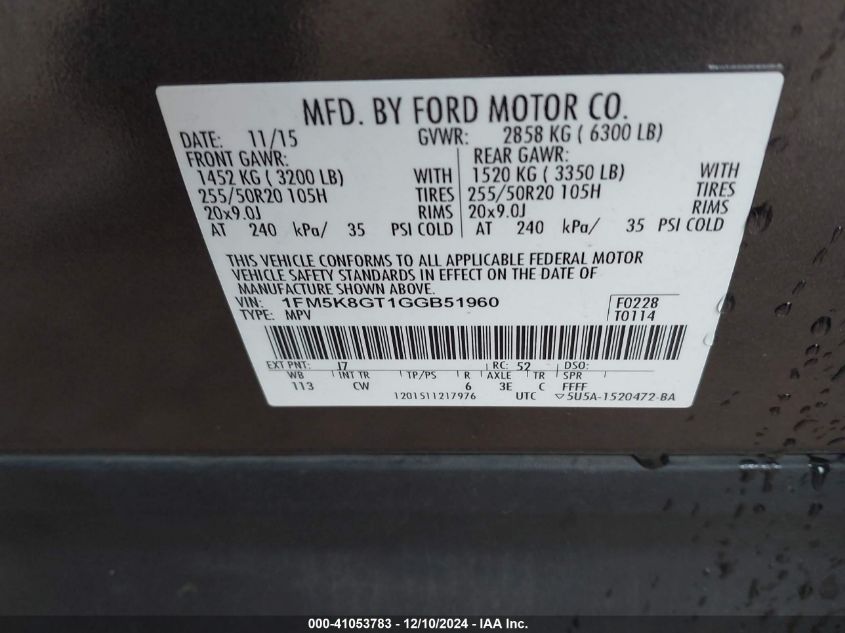 MFD. BY FORD MOTOR CO.
DATE: 11/15 GVWR: 2858 KG ( 6300 LB)
FRONT GAWR: REAR GAWR:
1452 KG ( 3200 LB) WITH 1520 KG ( 3350 LB) WITH
255/50R20 105H TIRES 255/50R20 105H TIRES
20x9.0J RIMS 20x9.0J RIMS
AT 240 kPa/ 35 PSI COLD AT 240 kPa/ 35 PSI COLD
THIS VEHICLE CONFORMS TO ALL APPLICABLE FEDERAL MOTOR
VEHICLE SAFETY STANDARDS IN EFFECT ON THE DATE OF
MANUFACTURE SHOWN ABOVE.
VIN: 1FM5K8GT1GGB51960 F0228
TYPE: MPV T0114
EXT PNT: J7 RC: 52 DSO:
WB INT TR TP/PS R AXLE TR SPR
113 CW 6 3E C FFFF
1201511217976 UTC ▽5U5A-1520472-BA
000-41053783 - 12/10/2024 - 1SA IAA Inc.